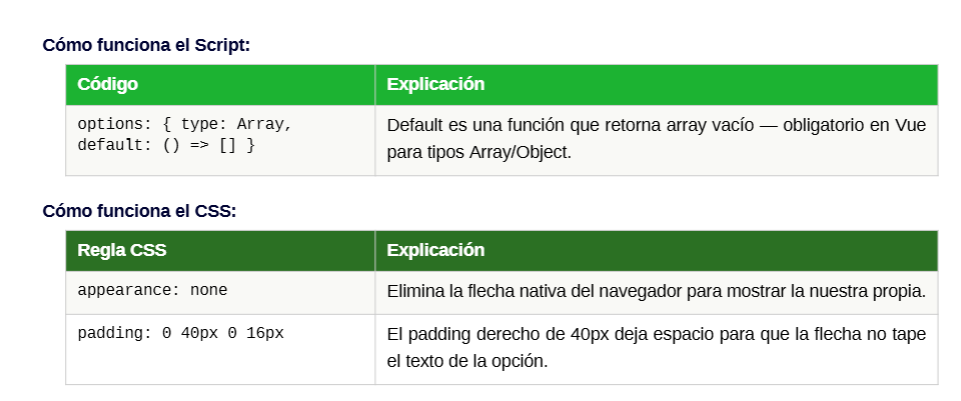 Cómo funciona el Script:
Código Explicación
options: { type: Array, Default es una función que retorna array vacío — obligatorio en Vue
default: () => [] } para tipos Array/Object.
Cómo funciona el CSS:
Regla CSS Explicación
appearance: none Elimina la flecha nativa del navegador para mostrar la nuestra propia.
padding: 0 40px 0 16px El padding derecho de 40px deja espacio para que la flecha no tape
el texto de la opción.